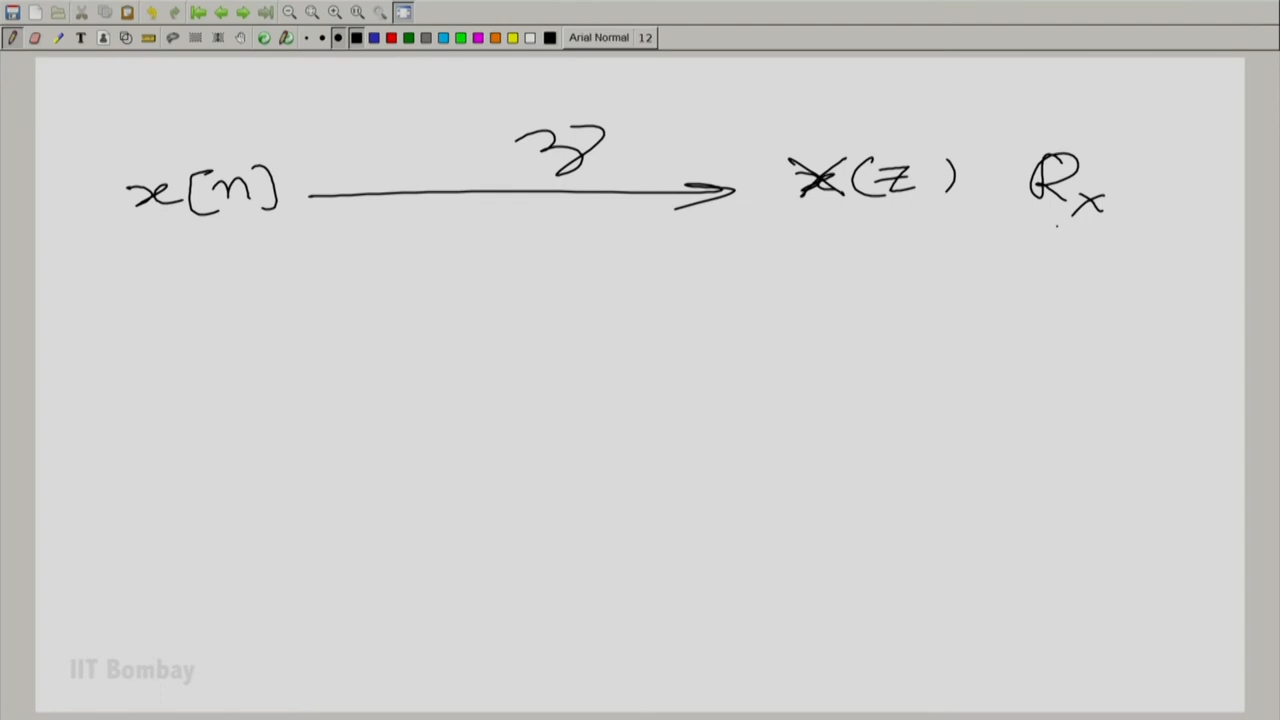 Arial Normal 12
𝒵
x[n] ⟶ X(z) Rₓ
IIT Bombay